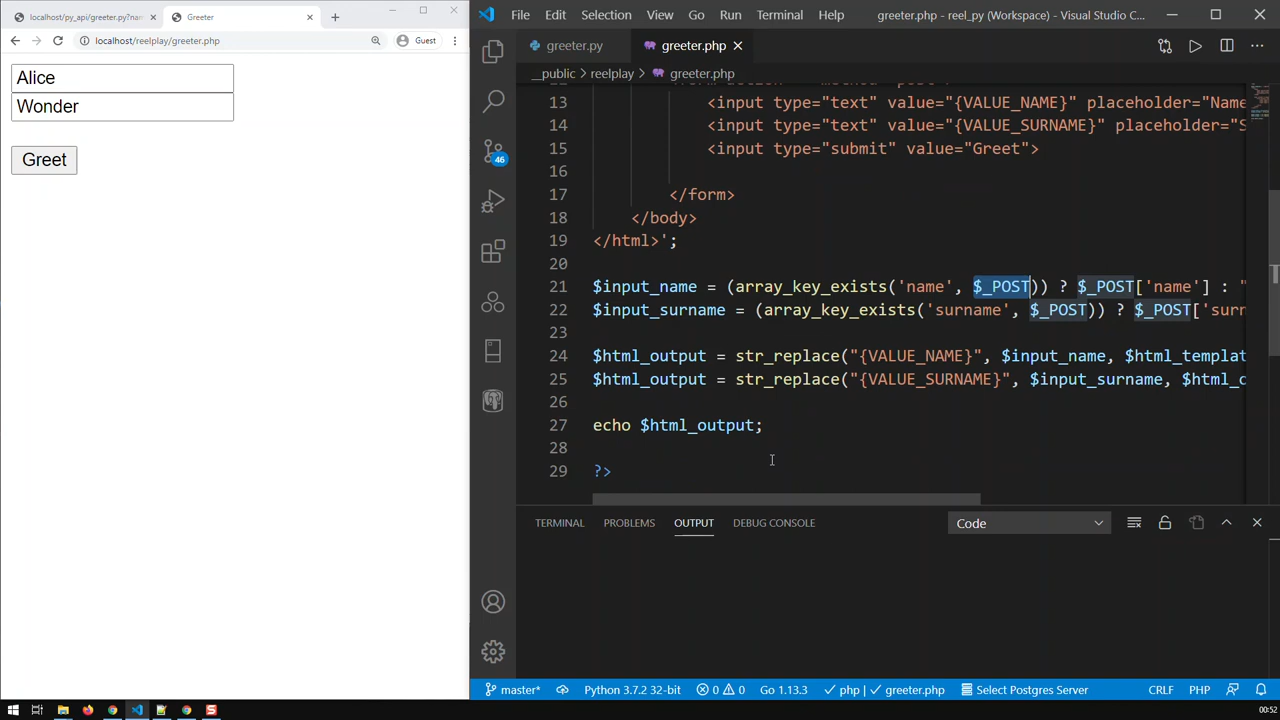 localhost/py_api/greeter.py?nam
Greeter
localhost/reelplay/greeter.php
Guest
Alice
Wonder
Greet
File Edit Selection View Go Run Terminal Help greeter.php - reel_py (Workspace) - Visual Studio C...
greeter.py
greeter.php
__public > reelplay > greeter.php
13 <input type="text" value="{VALUE_NAME}" placeholder="Name
14 <input type="text" value="{VALUE_SURNAME}" placeholder="S
15 <input type="submit" value="Greet">
16
17 </form>
18 </body>
19 </html>';
20
21 $input_name = (array_key_exists('name', $_POST)) ? $_POST['name'] : "
22 $input_surname = (array_key_exists('surname', $_POST)) ? $_POST['surn
23
24 $html_output = str_replace("{VALUE_NAME}", $input_name, $html_templat
25 $html_output = str_replace("{VALUE_SURNAME}", $input_surname, $html_o
26
27 echo $html_output;
28
29 ?>
46
TERMINAL PROBLEMS OUTPUT DEBUG CONSOLE Code
master* Python 3.7.2 32-bit 0 0 Go 1.13.3 php | greeter.php Select Postgres Server CRLF PHP
00:52